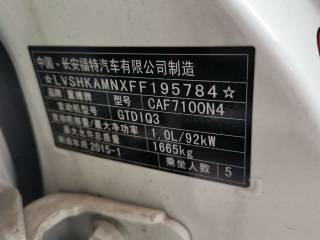 中国·长安福特汽车有限公司制造
☆LVSHKAMNXFF195784☆
品牌 福特牌 型号 CAF7100N4
发动机型号 GTDIQ3
发动机排量/最大净功率 1.0L/92kW
最大允许总质量 1665kg
制造年月 2015-1 乘坐人数 5